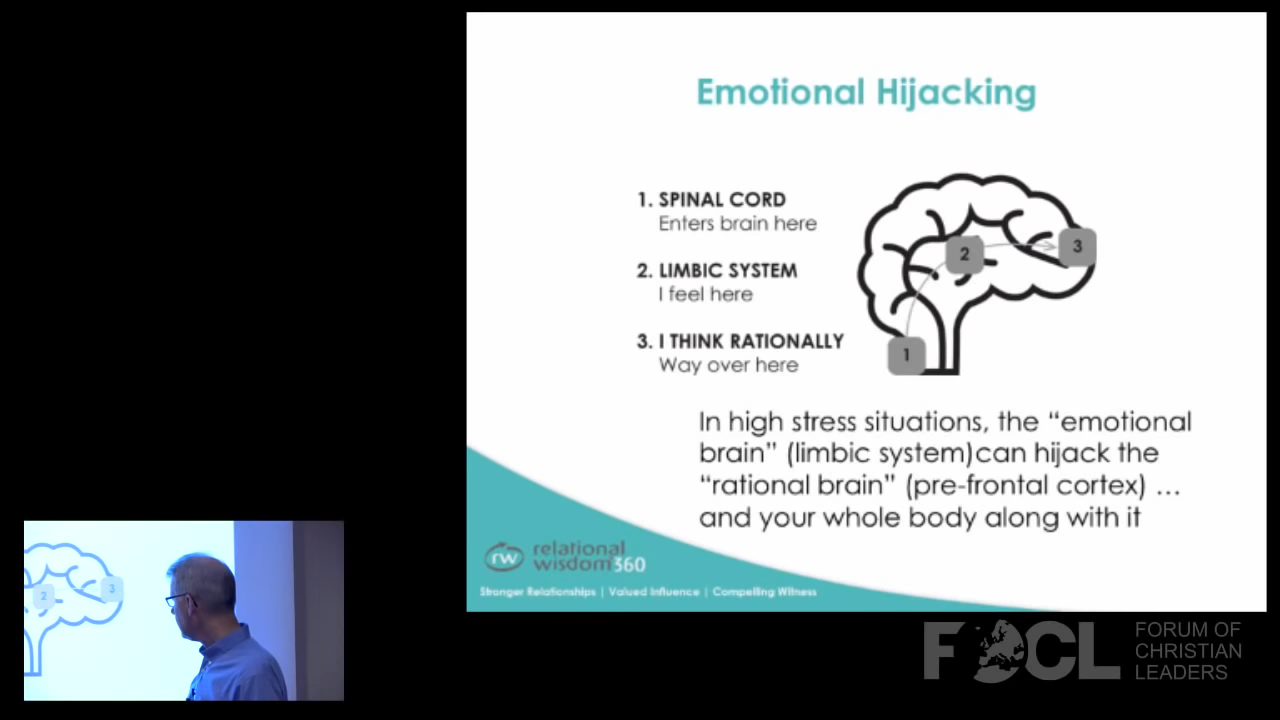 Emotional Hijacking
1. SPINAL CORD
Enters brain here
2. LIMBIC SYSTEM
I feel here
3. I THINK RATIONALLY
Way over here
2
3
1
In high stress situations, the “emotional
brain” (limbic system)can hijack the
“rational brain” (pre-frontal cortex) …
and your whole body along with it
rw
relational
wisdom360
Stronger Relationships | Valued Influence | Compelling Witness
2
3
FOCL
FORUM OF
CHRISTIAN
LEADERS